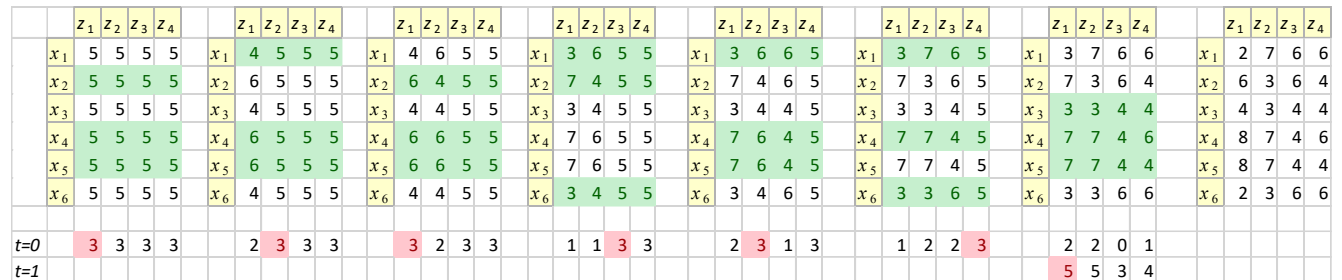 z1 z2 z3 z4 z1 z2 z3 z4 z1 z2 z3 z4 z1 z2 z3 z4 z1 z2 z3 z4 z1 z2 z3 z4 z1 z2 z3 z4 z1 z2 z3 z4
x1 5 5 5 5 x1 4 5 5 5 x1 4 6 5 5 x1 3 6 5 5 x1 3 6 6 5 x1 3 7 6 5 x1 3 7 6 6 x1 2 7 6 6
x2 5 5 5 5 x2 6 5 5 5 x2 6 4 5 5 x2 7 4 5 5 x2 7 4 6 5 x2 7 3 6 5 x2 7 3 6 4 x2 6 3 6 4
x3 5 5 5 5 x3 4 5 5 5 x3 4 4 5 5 x3 3 4 5 5 x3 3 4 4 5 x3 3 3 4 5 x3 3 3 4 4 x3 4 3 4 4
x4 5 5 5 5 x4 6 5 5 5 x4 6 6 5 5 x4 7 6 5 5 x4 7 6 4 5 x4 7 7 4 5 x4 7 7 4 6 x4 8 7 4 6
x5 5 5 5 5 x5 6 5 5 5 x5 6 6 5 5 x5 7 6 5 5 x5 7 6 4 5 x5 7 7 4 5 x5 7 7 4 4 x5 8 7 4 4
x6 5 5 5 5 x6 4 5 5 5 x6 4 4 5 5 x6 3 4 5 5 x6 3 4 6 5 x6 3 3 6 5 x6 3 3 6 6 x6 2 3 6 6
t=0 3 3 3 3 2 3 3 3 3 2 3 3 1 1 3 3 2 3 1 3 1 2 2 3 2 2 0 1
t=1 5 5 3 4